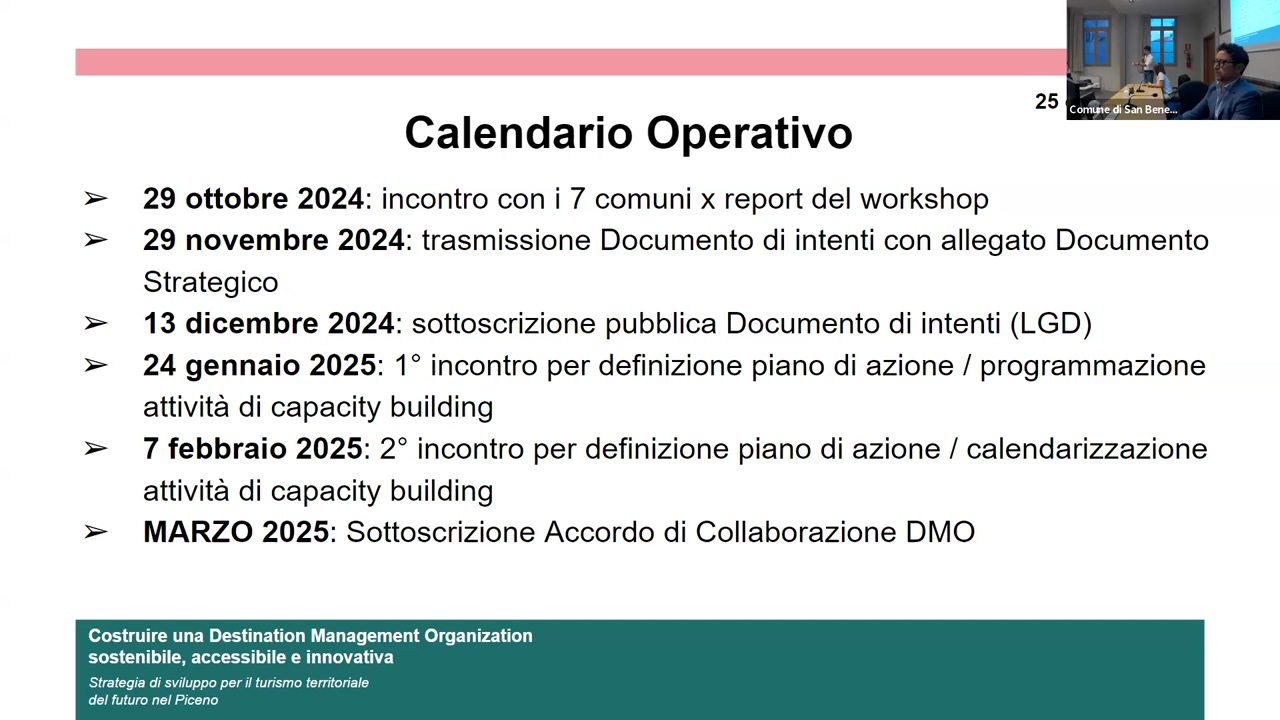 25
Comune di San Bene...
Calendario Operativo
➢ 29 ottobre 2024: incontro con i 7 comuni x report del workshop
➢ 29 novembre 2024: trasmissione Documento di intenti con allegato Documento
Strategico
➢ 13 dicembre 2024: sottoscrizione pubblica Documento di intenti (LGD)
➢ 24 gennaio 2025: 1° incontro per definizione piano di azione / programmazione
attività di capacity building
➢ 7 febbraio 2025: 2° incontro per definizione piano di azione / calendarizzazione
attività di capacity building
➢ MARZO 2025: Sottoscrizione Accordo di Collaborazione DMO
Costruire una Destination Management Organization
sostenibile, accessibile e innovativa
Strategia di sviluppo per il turismo territoriale
del futuro nel Piceno